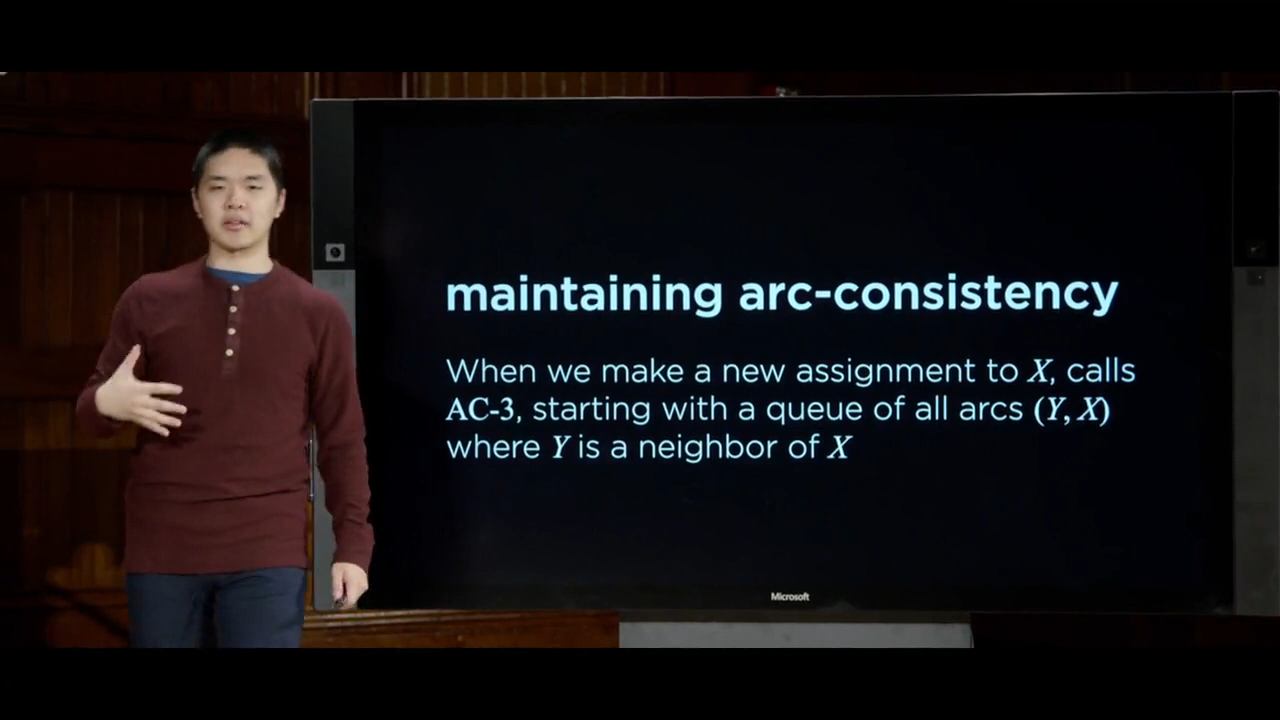 maintaining arc-consistency
When we make a new assignment to X, calls
AC-3, starting with a queue of all arcs (Y, X)
where Y is a neighbor of X
Microsoft